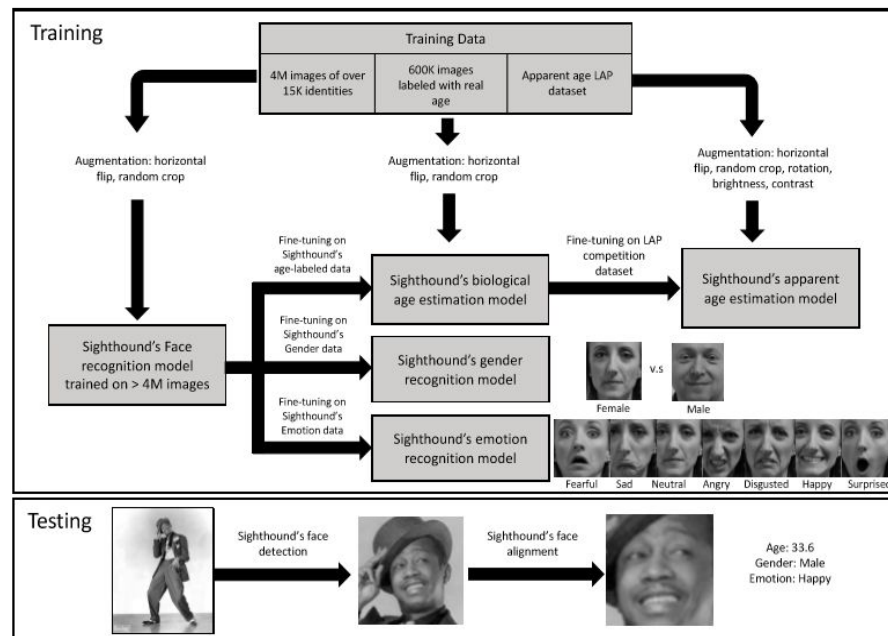 Training
Training Data
4M images of over
15K identities
600K images
labeled with real
age
Apparent age LAP
dataset
Augmentation: horizontal
flip, random crop
Augmentation: horizontal
flip, random crop
Augmentation: horizontal
flip, random crop, rotation,
brightness, contrast
Fine-tuning on
Sighthound's
age-labeled data
Sighthound's biological
age estimation model
Fine-tuning on LAP
competition
dataset
Sighthound's apparent
age estimation model
Sighthound's Face
recognition model
trained on > 4M images
Fine-tuning on
Sighthound's
Gender data
Sighthound's gender
recognition model
v.s
Female
Male
Fine-tuning on
Sighthound's
Emotion data
Sighthound's emotion
recognition model
Fearful Sad Neutral Angry Disgusted Happy Surprised
Testing
Sighthound's face
detection
Sighthound's face
alignment
Age: 33.6
Gender: Male
Emotion: Happy